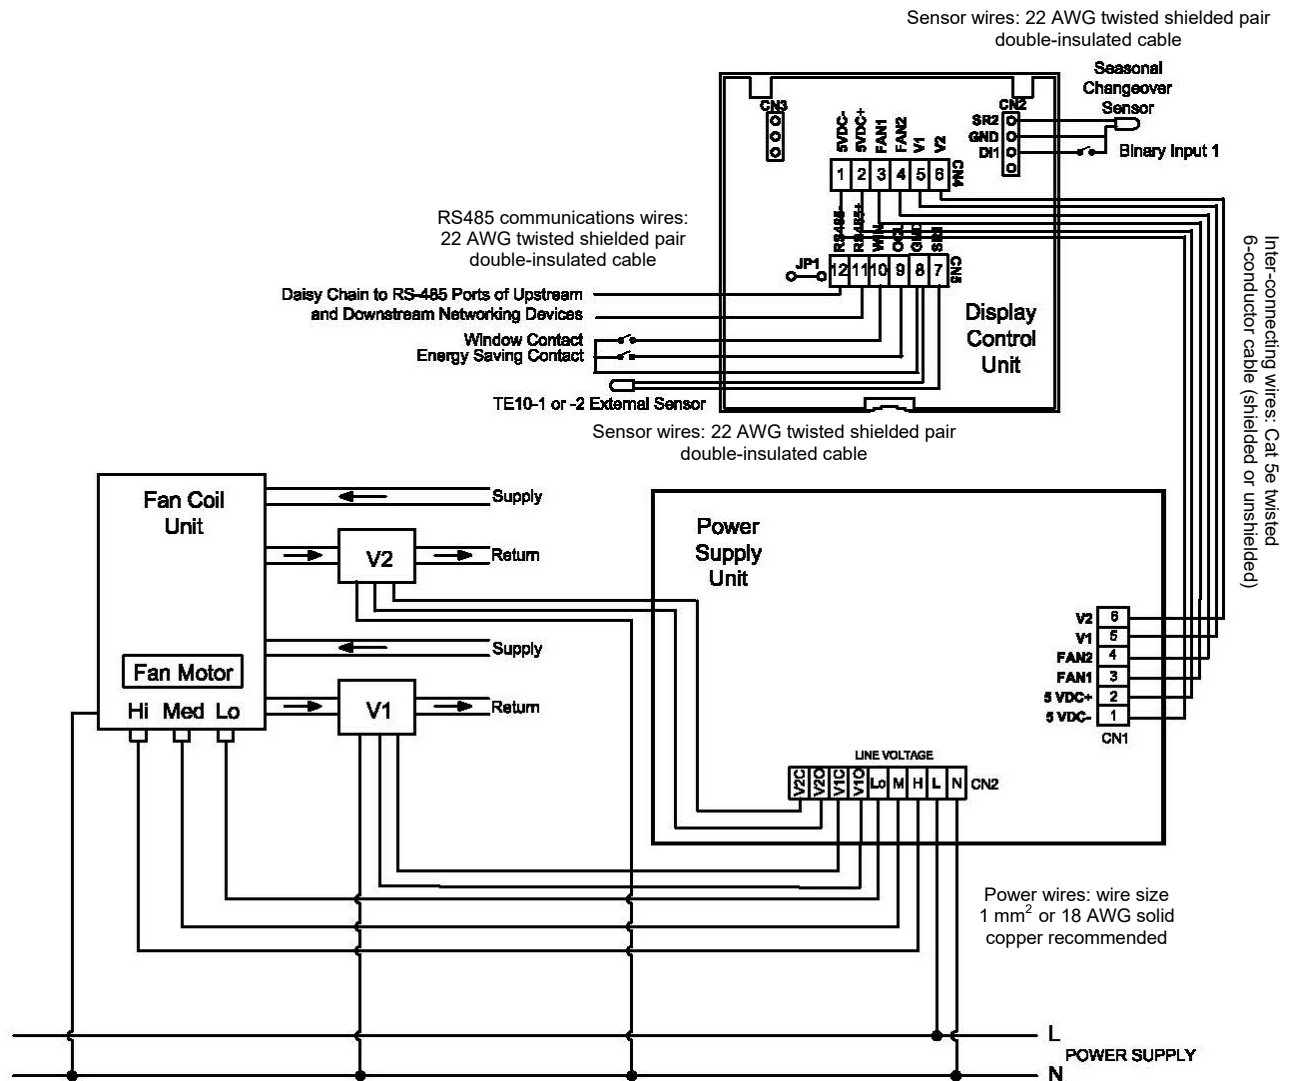 Sensor wires: 22 AWG twisted shielded pair
double-insulated cable
Seasonal
Changeover
Sensor
CN3
CN2
SR2
GND
DI1
Binary Input 1
5VDC-
5VDC+
FAN1
FAN2
V1
V2
1 2 3 4 5 6
CN4
RS485-
RS485+
WIN
OCC
GND
SR1
JP1
12 11 10 9 8 7
CN5
RS485 communications wires:
22 AWG twisted shielded pair
double-insulated cable
Daisy Chain to RS-485 Ports of Upstream
and Downstream Networking Devices
Window Contact
Energy Saving Contact
TE10-1 or -2 External Sensor
Display
Control
Unit
Sensor wires: 22 AWG twisted shielded pair
double-insulated cable
Inter-connecting wires: Cat 5e twisted
6-conductor cable (shielded or unshielded)
Fan Coil
Unit
Supply
V2
Return
Supply
Fan Motor
Hi Med Lo
V1
Return
Power
Supply
Unit
V2 6
V1 5
FAN2 4
FAN1 3
5 VDC+ 2
5 VDC- 1
CN1
LINE VOLTAGE
V2C V2O V1C V1O Lo M H L N CN2
Power wires: wire size
1 mm² or 18 AWG solid
copper recommended
L
POWER SUPPLY
N